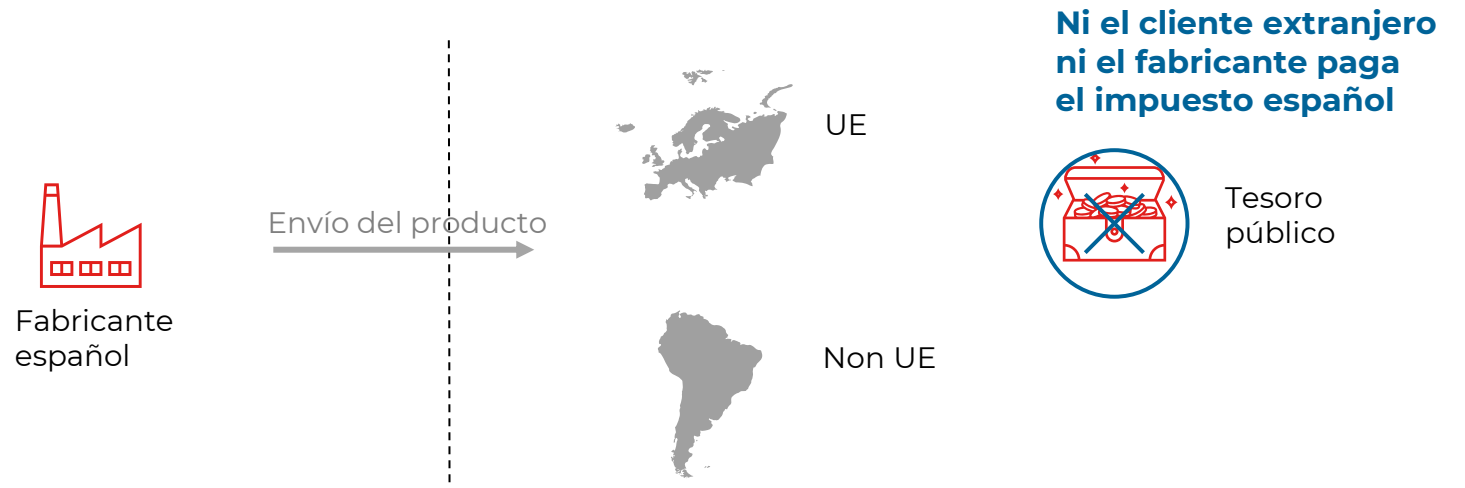 Ni el cliente extranjero
ni el fabricante paga
el impuesto español
UE
Envío del producto
Tesoro
público
Fabricante
español
Non UE